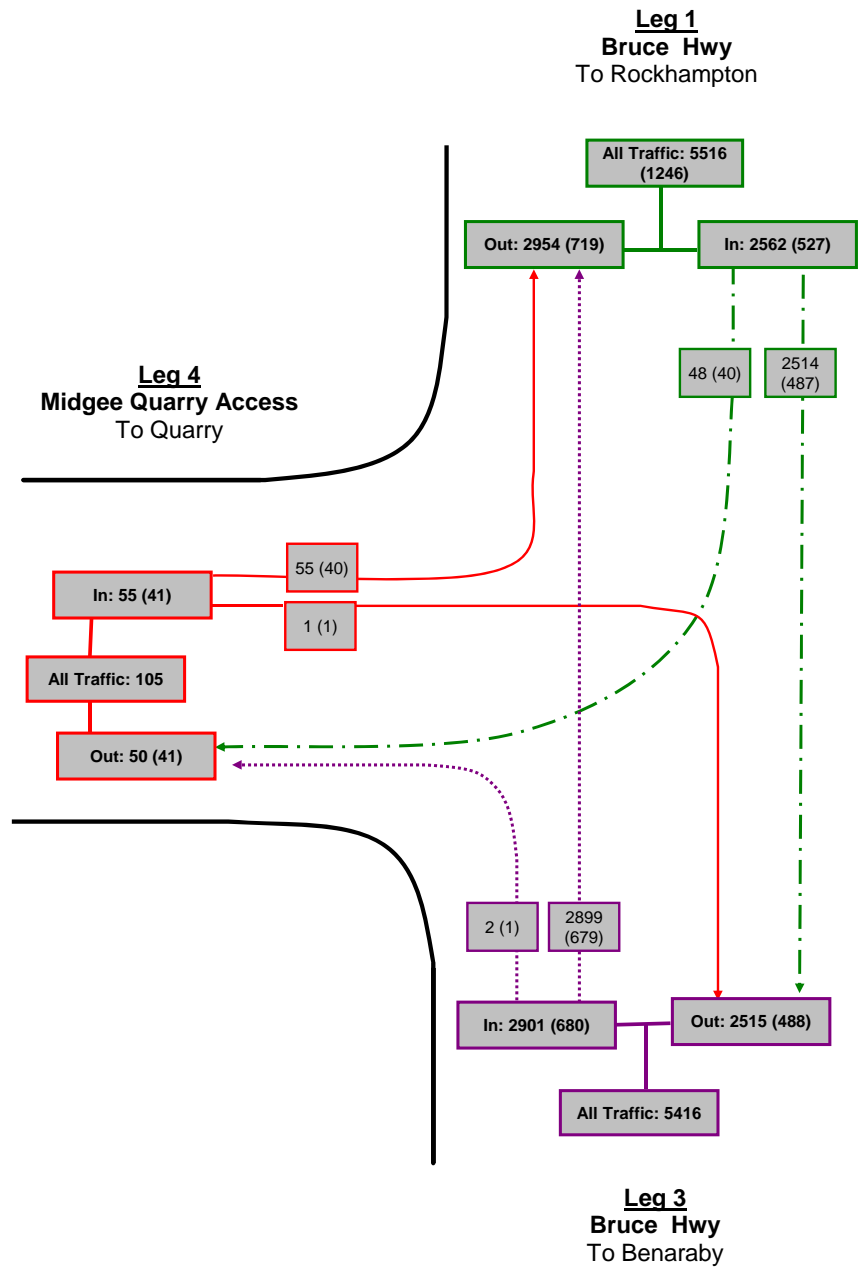 Leg 1
Bruce Hwy
To Rockhampton
All Traffic: 5516
(1246)
Out: 2954 (719)
In: 2562 (527)
48 (40)
2514
(487)
Leg 4
Midgee Quarry Access
To Quarry
55 (40)
In: 55 (41)
1 (1)
All Traffic: 105
Out: 50 (41)
2 (1)
2899
(679)
In: 2901 (680)
Out: 2515 (488)
All Traffic: 5416
Leg 3
Bruce Hwy
To Benaraby